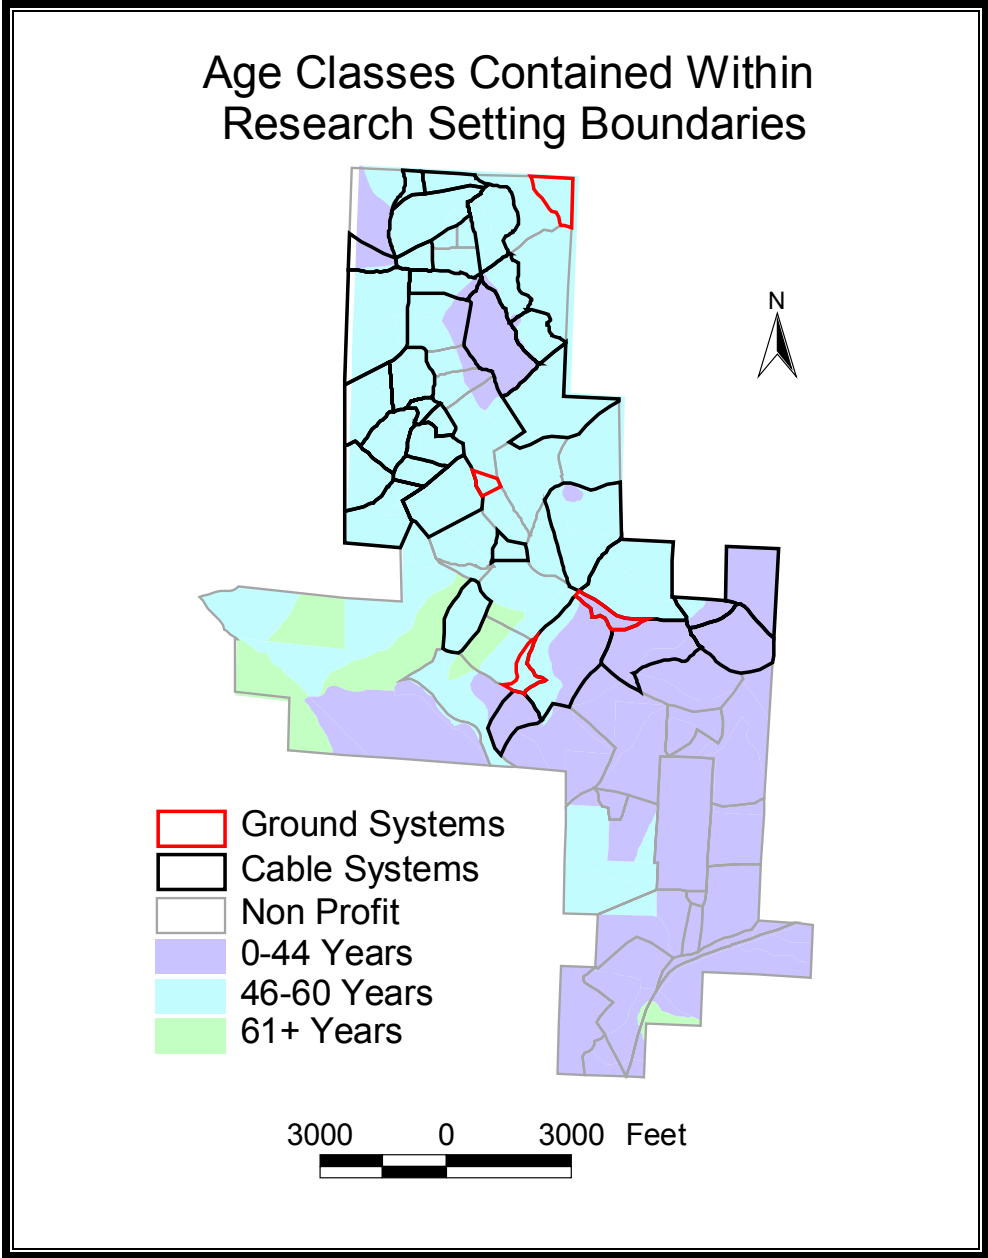 Age Classes Contained Within
Research Setting Boundaries
N
Ground Systems
Cable Systems
Non Profit
0-44 Years
46-60 Years
61+ Years
3000 0 3000 Feet